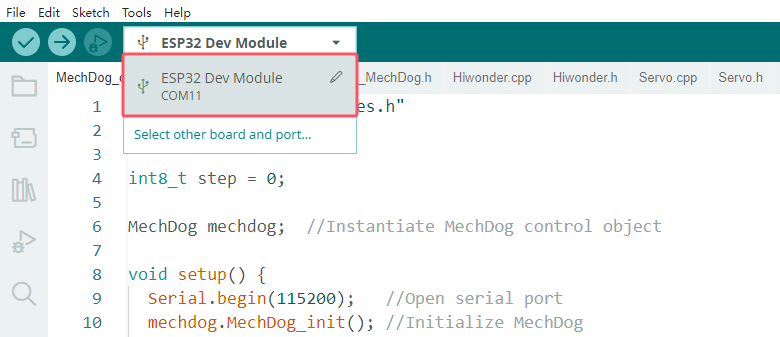 File Edit Sketch Tools Help
ESP32 Dev Module
ESP32 Dev Module
COM11
Select other board and port...
_MechDog.h Hiwonder.cpp Hiwonder.h Servo.cpp Servo.h
1 es.h"
2
3
4 int8_t step = 0;
5
6 MechDog mechdog; //Instantiate MechDog control object
7
8 void setup() {
9 Serial.begin(115200); //Open serial port
10 mechdog.MechDog_init(); //Initialize MechDog